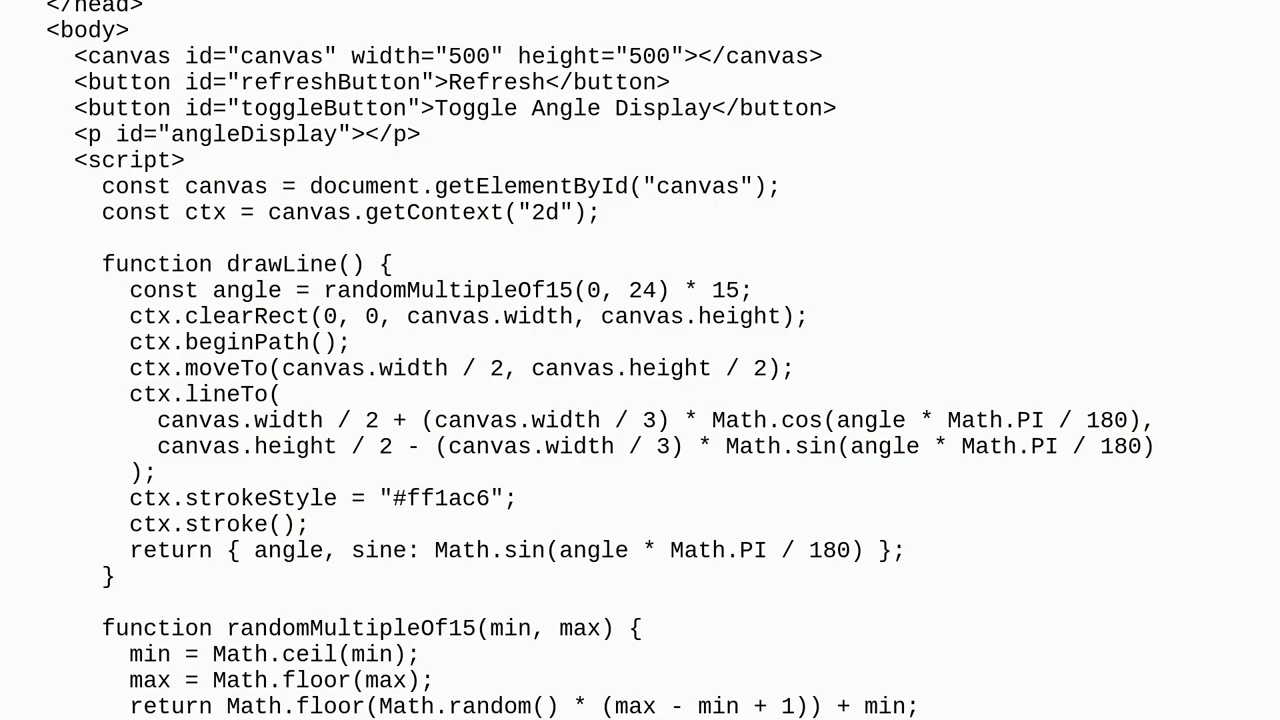 </head>
<body>
<canvas id="canvas" width="500" height="500"></canvas>
<button id="refreshButton">Refresh</button>
<button id="toggleButton">Toggle Angle Display</button>
<p id="angleDisplay"></p>
<script>
const canvas = document.getElementById("canvas");
const ctx = canvas.getContext("2d");
function drawLine() {
const angle = randomMultipleOf15(0, 24) * 15;
ctx.clearRect(0, 0, canvas.width, canvas.height);
ctx.beginPath();
ctx.moveTo(canvas.width / 2, canvas.height / 2);
ctx.lineTo(
canvas.width / 2 + (canvas.width / 3) * Math.cos(angle * Math.PI / 180),
canvas.height / 2 - (canvas.width / 3) * Math.sin(angle * Math.PI / 180)
);
ctx.strokeStyle = "#ff1ac6";
ctx.stroke();
return { angle, sine: Math.sin(angle * Math.PI / 180) };
}
function randomMultipleOf15(min, max) {
min = Math.ceil(min);
max = Math.floor(max);
return Math.floor(Math.random() * (max - min + 1)) + min;